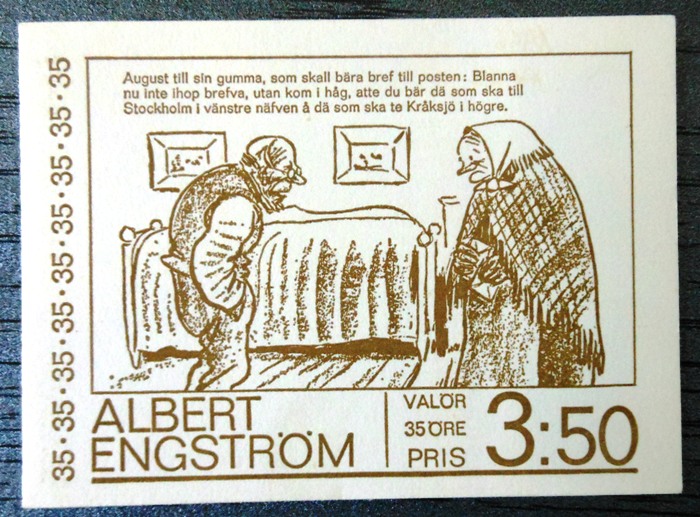 August till sin gumma, som skall bära bref till posten: Blanna
nu inte ihop brefva, utan kom i håg, atte du bär dä som ska till
Stockholm i vänstre näfven å dä som ska te Kråksjö i högre.
35·35·35·35·35·35·35·35·35
ALBERT
ENGSTRÖM
VALÖR
35 ÖRE
PRIS
3:50